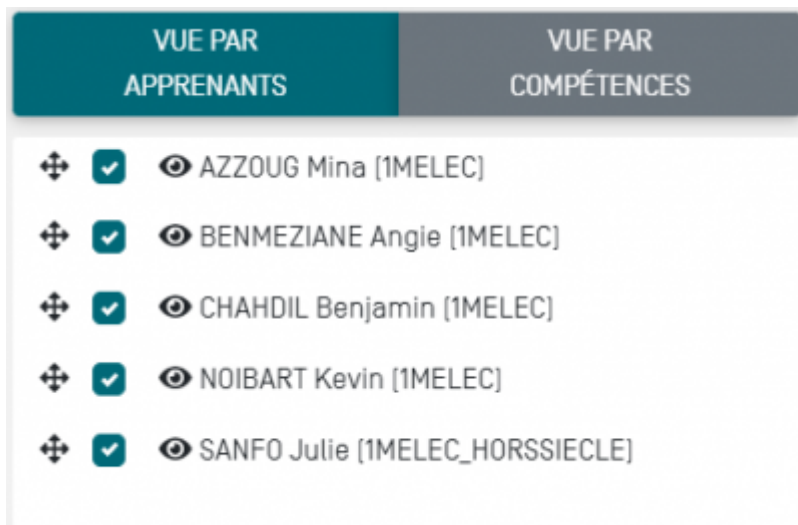 VUE PAR
APPRENANTS
VUE PAR
COMPÉTENCES
AZZOUG Mina [1MELEC]
BENMEZIANE Angie [1MELEC]
CHAHDIL Benjamin [1MELEC]
NOIBART Kevin [1MELEC]
SANFO Julie [1MELEC_HORSSIECLE]